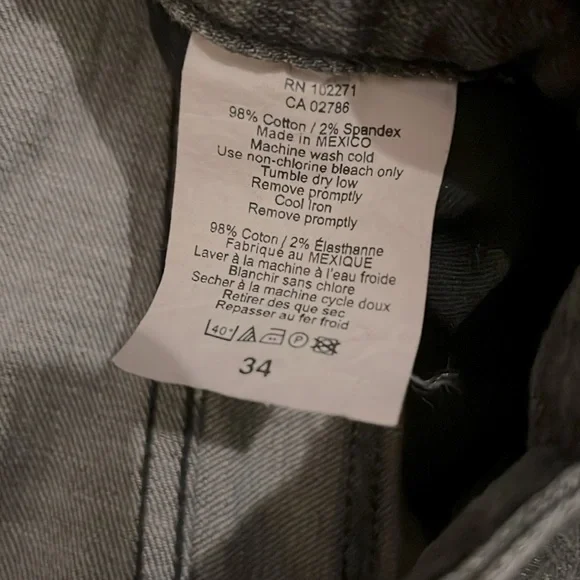 RN 102271
CA 02786
98% Cotton / 2% Spandex
Made in MEXICO
Machine wash cold
Use non-chlorine bleach only
Tumble dry low
Remove promptly
Cool Iron
Remove promptly
98% Coton / 2% Élasthanne
Fabrique au MEXIQUE
Laver à la machine à l'eau froide
Blanchir sans chlore
Secher à la machine cycle doux
Retirer des que sec
Repasser au fer froid
40° P
34